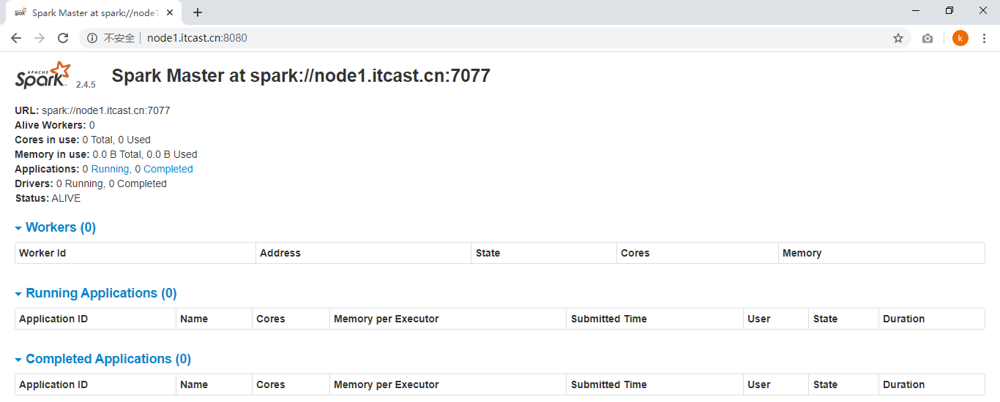 Spark Master at spark://node1
不安全 node1.itcast.cn:8080
k
APACHE Spark 2.4.5 Spark Master at spark://node1.itcast.cn:7077
URL: spark://node1.itcast.cn:7077
Alive Workers: 0
Cores in use: 0 Total, 0 Used
Memory in use: 0.0 B Total, 0.0 B Used
Applications: 0 Running, 0 Completed
Drivers: 0 Running, 0 Completed
Status: ALIVE
Workers (0)
Worker Id Address State Cores Memory
Running Applications (0)
Application ID Name Cores Memory per Executor Submitted Time User State Duration
Completed Applications (0)
Application ID Name Cores Memory per Executor Submitted Time User State Duration